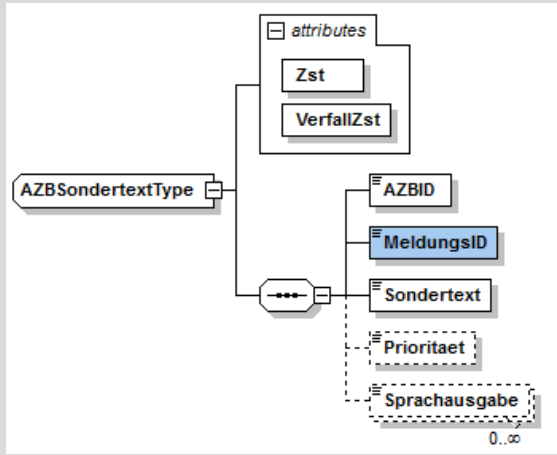 attributes
Zst
VerfallZst
AZBSondertextType
AZBID
MeldungsID
Sondertext
Prioritaet
Sprachausgabe
0..∞